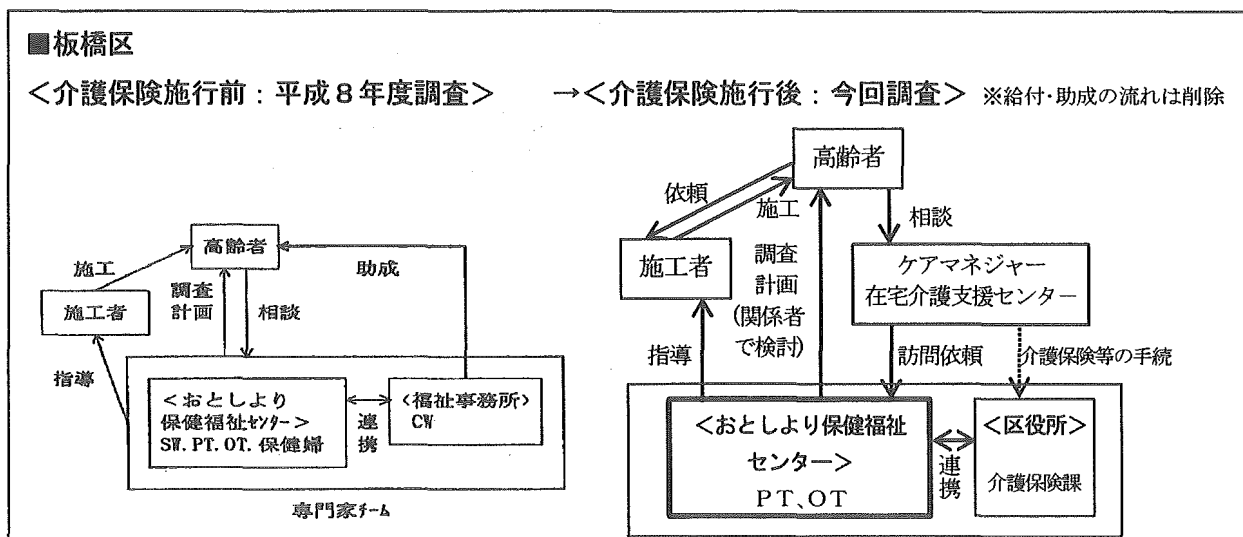 ■板橋区
＜介護保険施行前：平成８年度調査＞
→＜介護保険施行後：今回調査＞ ※給付･助成の流れは削除
高齢者
施工
施工者
調査
計画
相談
助成
指導
＜おとしより
保健福祉ｾﾝﾀｰ＞
SW. PT. OT. 保健婦
連
携
＜福祉事務所＞
CW
専門家ﾁｰﾑ
高齢者
依頼
施工
相談
施工者
調査
計画
(関係者
で検討)
ケアマネジャー
在宅介護支援センター
指導
訪問依頼
介護保険等の手続
＜おとしより保健福祉
センター＞
ＰＴ、ＯＴ
連
携
＜区役所＞
介護保険課